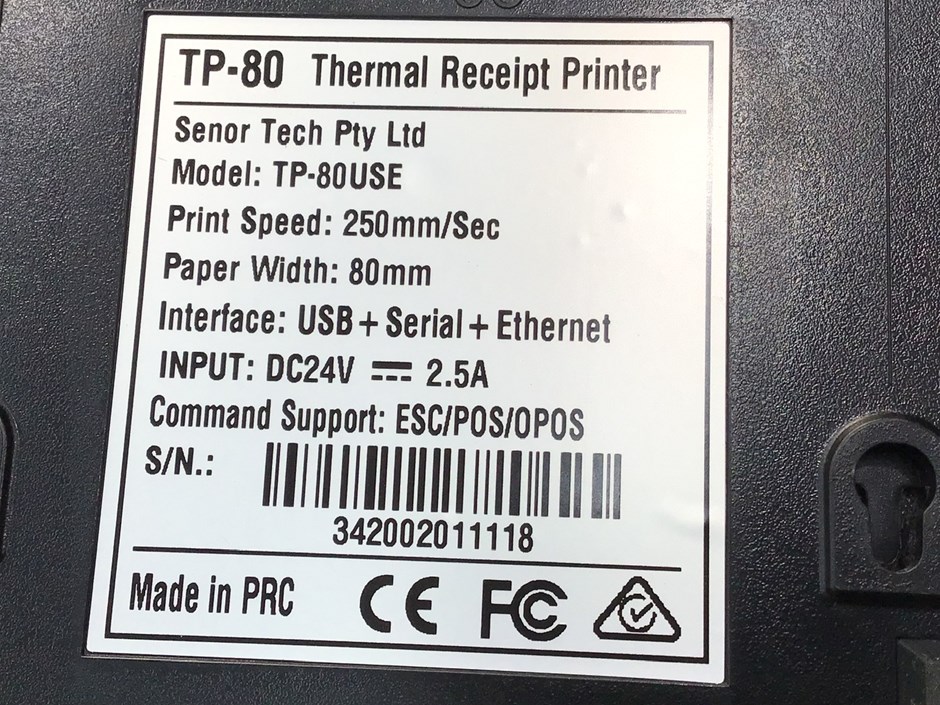 TP-80 Thermal Receipt Printer
Senor Tech Pty Ltd
Model: TP-80USE
Print Speed: 250mm/Sec
Paper Width: 80mm
Interface: USB + Serial + Ethernet
INPUT: DC24V ⎓ 2.5A
Command Support: ESC/POS/OPOS
S/N.:
342002011118
Made in PRC CE FC